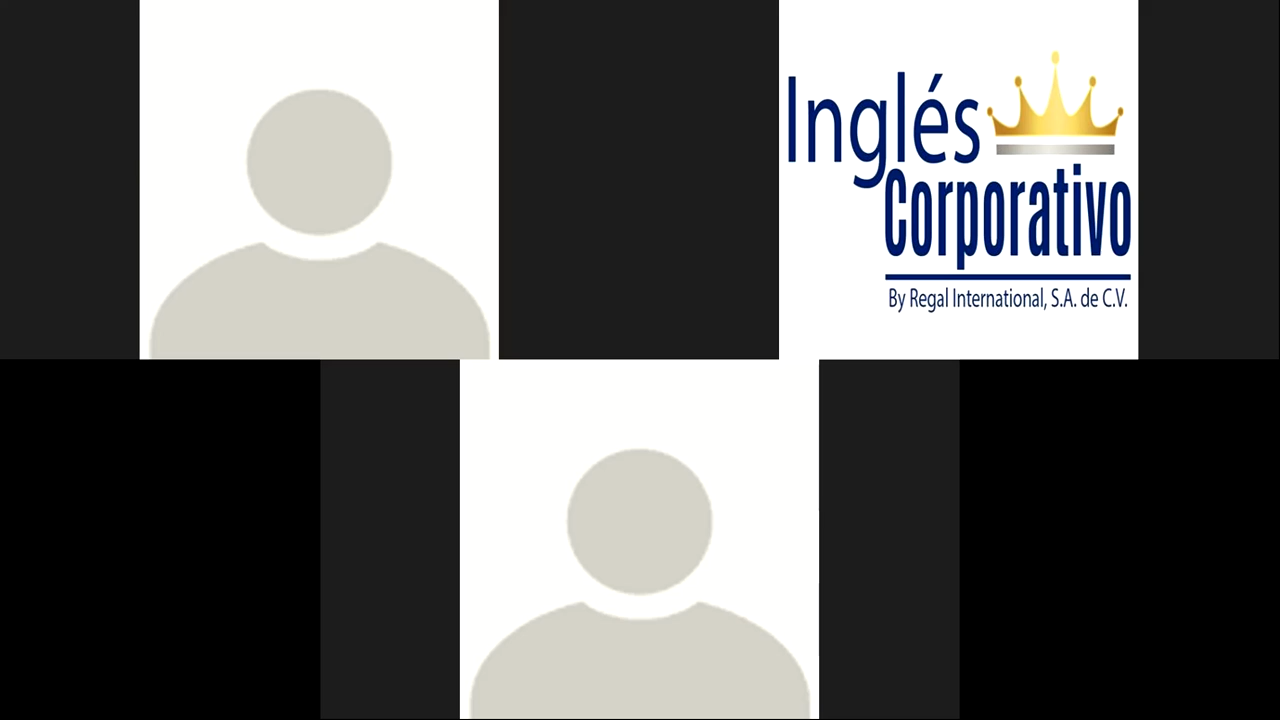 Inglés
Corporativo
By Regal International, S.A. de C.V.